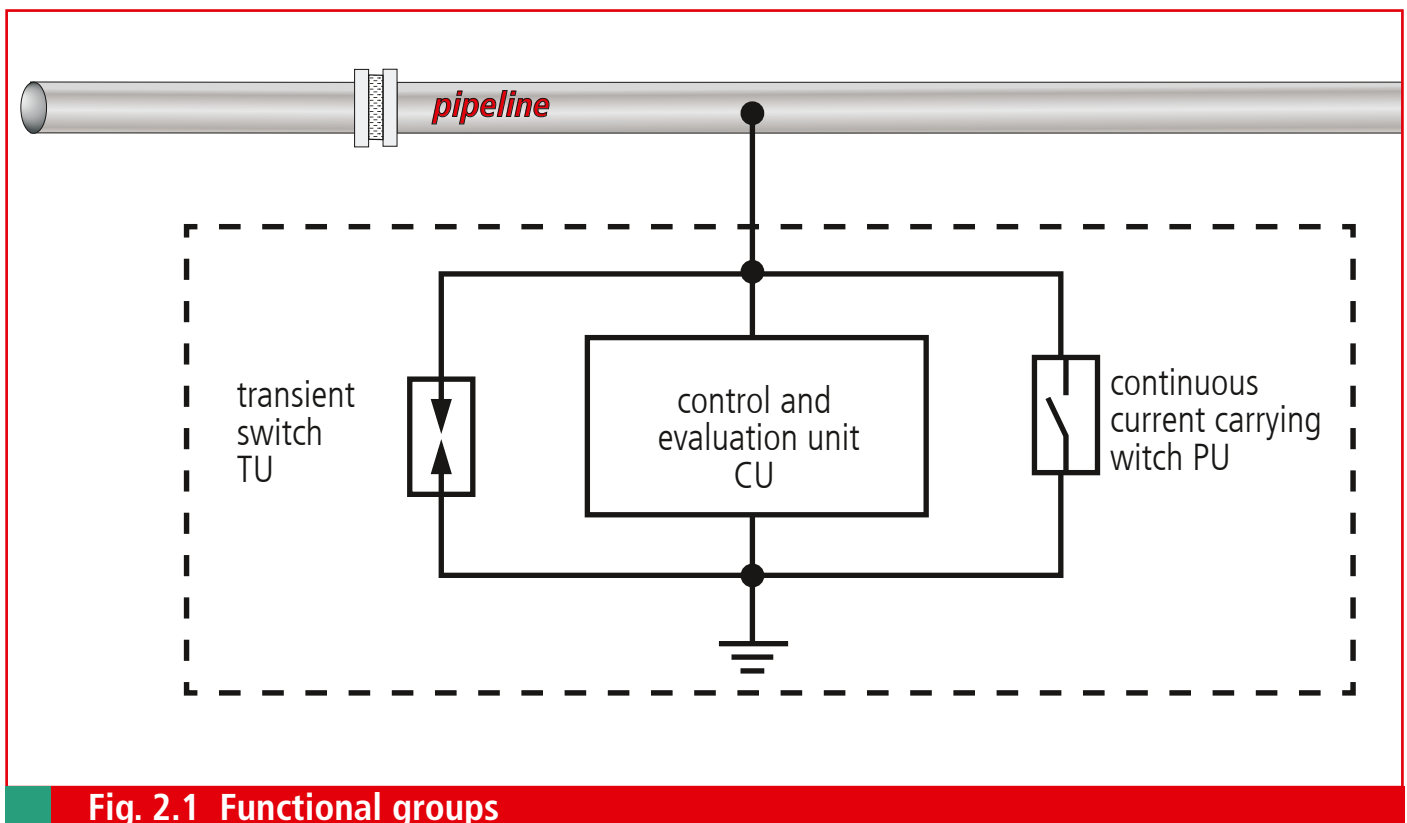 pipeline
transient
switch
TU
control and
evaluation unit
CU
continuous
current carrying
witch PU
Fig. 2.1 Functional groups